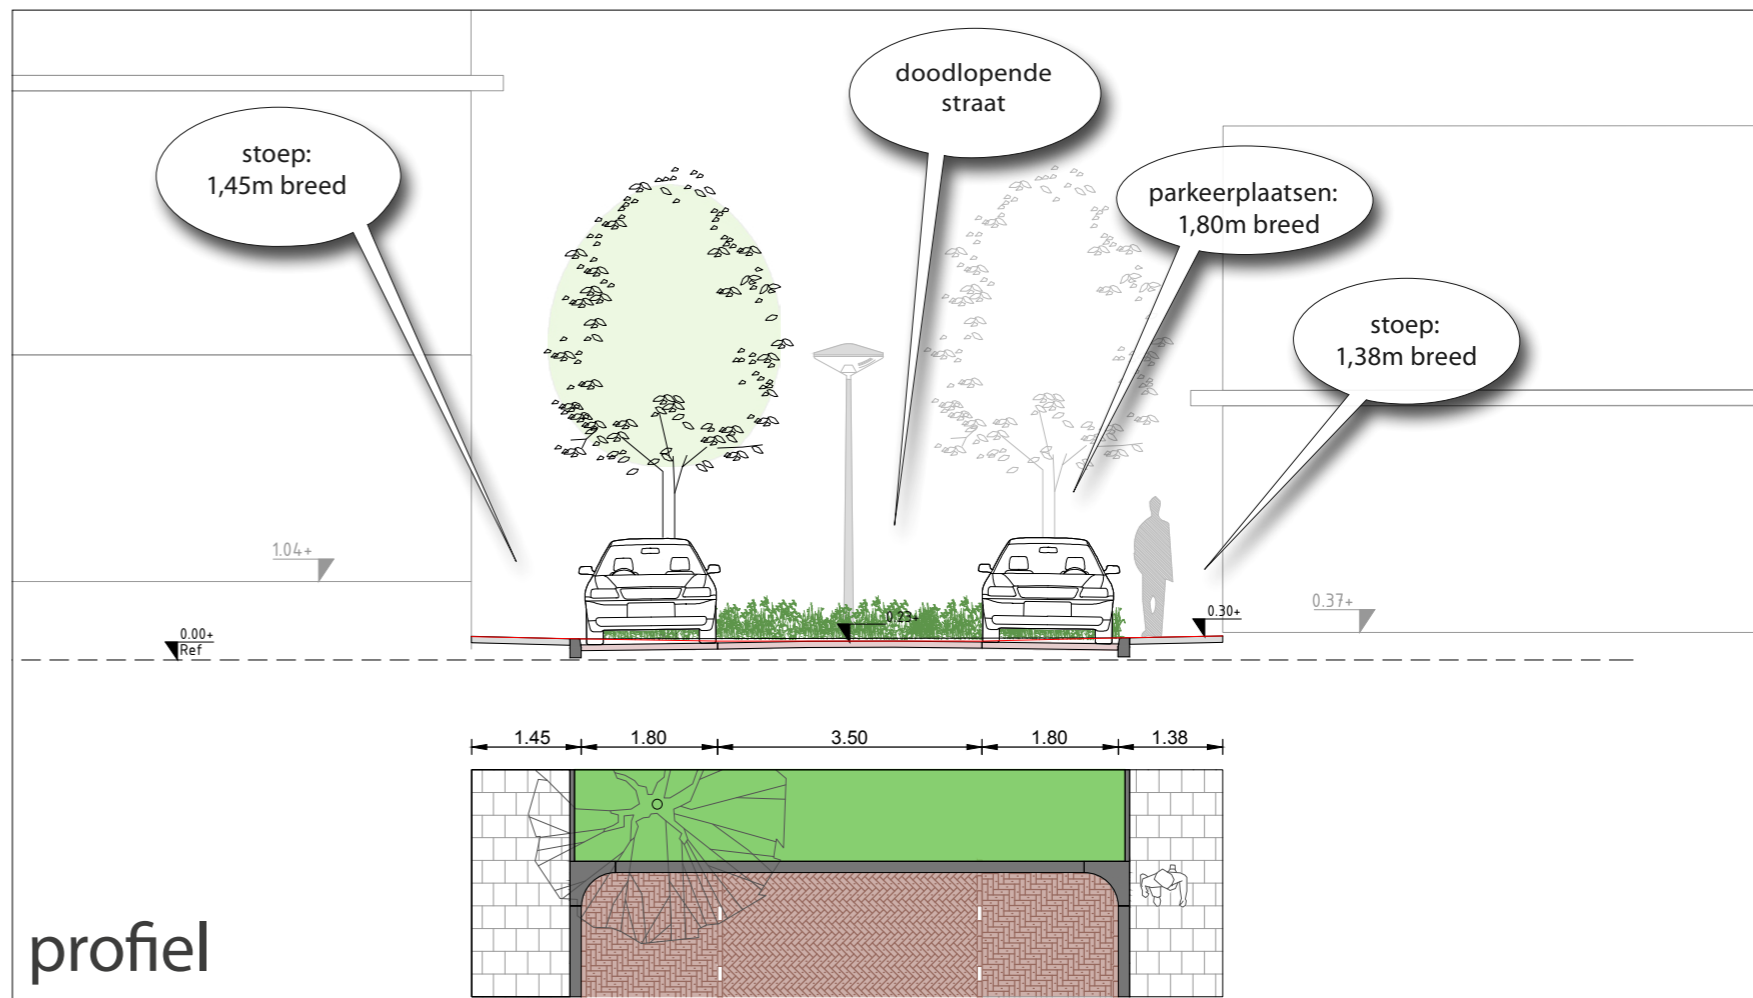 doodlopende
straat
stoep:
1,45m breed
parkeerplaatsen:
1,80m breed
stoep:
1,38m breed
1.04+
0.37+
0.30+
0.23+
0.00+
Ref
1.45 1.80 3.50 1.80 1.38
profiel